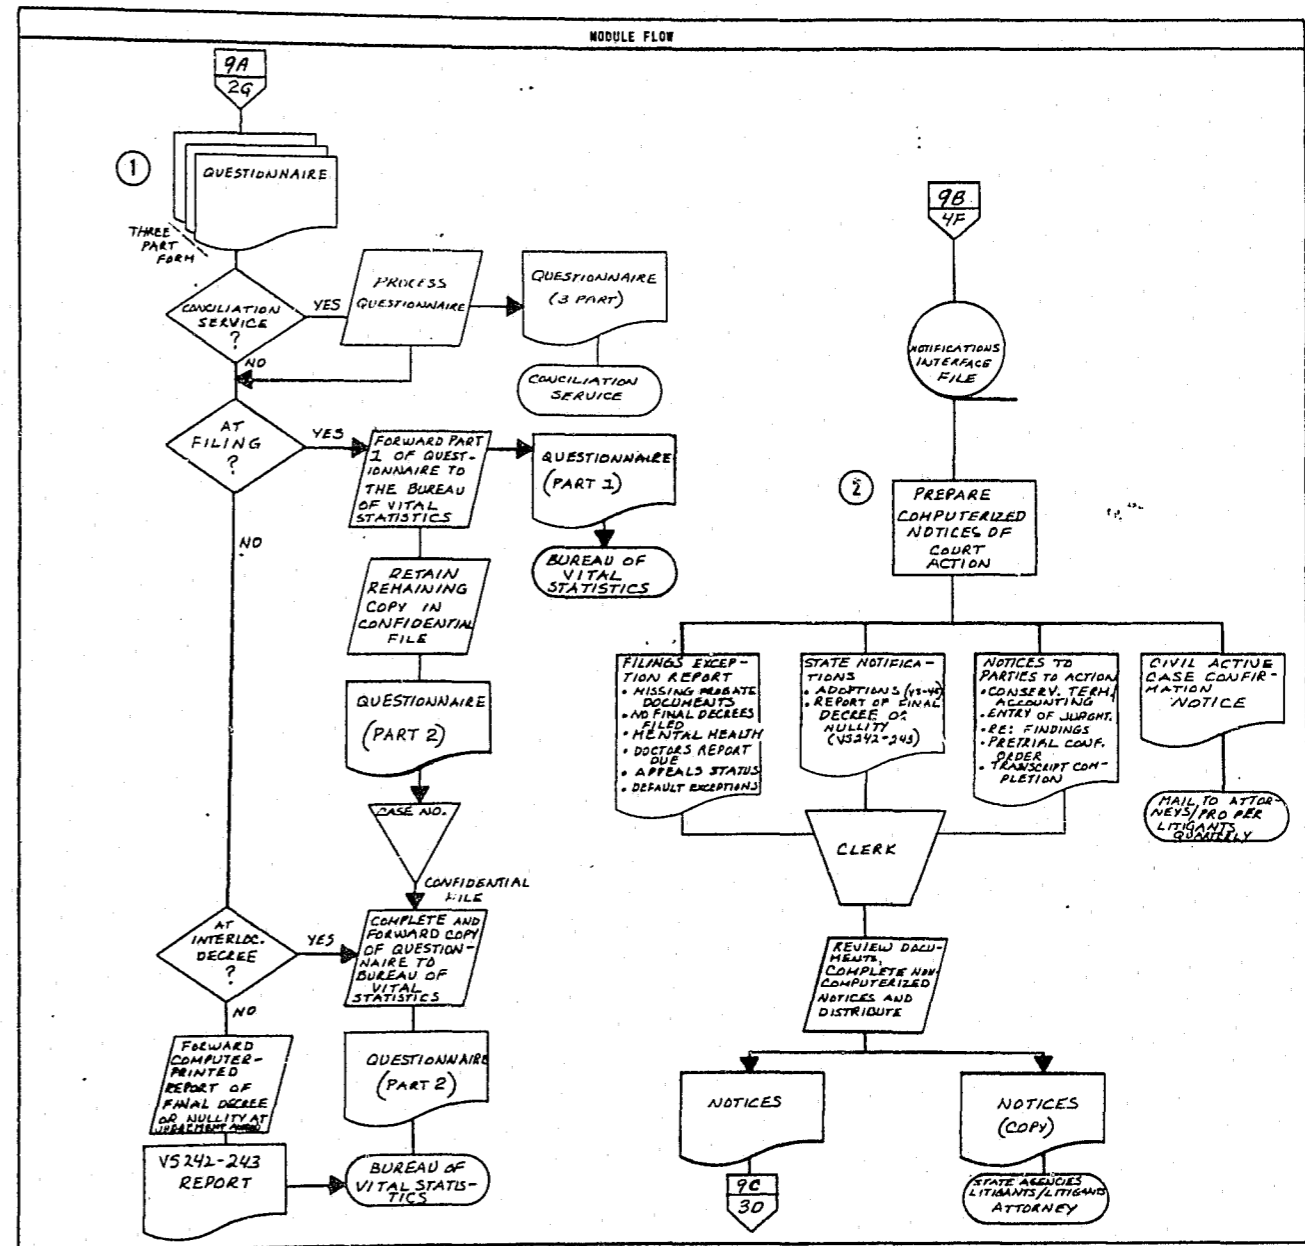 MODULE FLOW
9A
2G
1
QUESTIONNAIRE
THREE
PART
FORM
CONCILIATION
SERVICE
?
YES
NO
PROCESS
QUESTIONNAIRE
QUESTIONNAIRE
(3 PART)
CONCILIATION
SERVICE
AT
FILING
?
YES
NO
FORWARD PART
1 OF QUEST-
IONNAIRE TO
THE BUREAU
OF VITAL
STATISTICS
QUESTIONNAIRE
(PART 1)
BUREAU OF
VITAL
STATISTICS
RETAIN
REMAINING
COPY IN
CONFIDENTIAL
FILE
QUESTIONNAIRE
(PART 2)
CASE NO.
CONFIDENTIAL
FILE
AT
INTERLOC.
DECREE
?
YES
NO
COMPLETE AND
FORWARD COPY
OF QUESTION-
NAIRE TO
BUREAU OF
VITAL
STATISTICS
QUESTIONNAIRE
(PART 2)
FORWARD
COMPUTER-
PRINTED
REPORT OF
FINAL DECREE
OR NULLITY AT
VS242-243
REPORT
BUREAU OF
VITAL STATIS-
TICS
9B
4F
NOTIFICATIONS
INTERFACE
FILE
2
PREPARE
COMPUTERIZED
NOTICES OF
COURT
ACTION
FILINGS EXCEP-
TION REPORT
• MISSING PROBATE
DOCUMENTS
• NO FINAL DECREES
FILED
• MENTAL HEALTH
• DOCTORS REPORT
DUE
• APPEALS STATUS
• DEFAULT EXCEPTIONS
STATE NOTIFICA-
TIONS
• ADOPTIONS (VS-45)
• REPORT OF FINAL
DECREE OR
NULLITY
(VS242-243)
NOTICES TO
PARTIES TO ACTION
• CONSERV. TERM/
ACCOUNTING
• ENTRY OF JUDGMT.
• RE: FINDINGS
• PRETRIAL CONF.
ORDER
• TRANSCRIPT COM-
PLETION
CIVIL ACTIVE
CASE CONFIR-
MATION
NOTICE
MAIL TO ATTOR-
NEYS/PRO PER
LITIGANTS
QUARTERLY
CLERK
REVIEW DOCU-
MENTS,
COMPLETE NON-
COMPUTERIZED
NOTICES AND
DISTRIBUTE
NOTICES
NOTICES
(COPY)
9C
3D
STATE AGENCIES
LITIGANTS/LITIGANTS
ATTORNEY